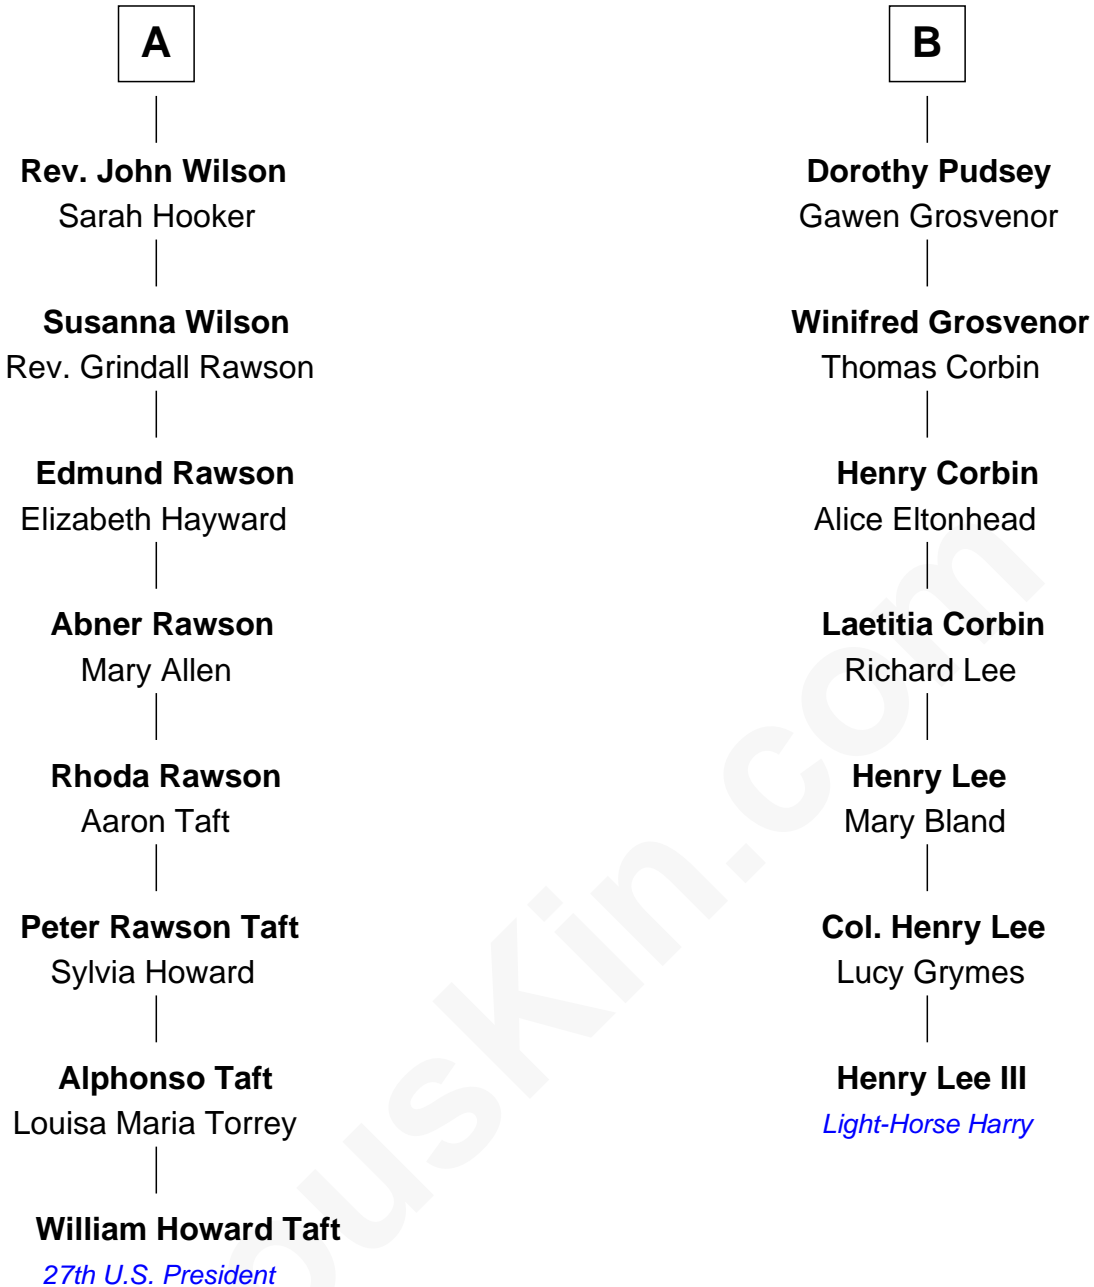 A
B
Rev. John Wilson
Sarah Hooker
Dorothy Pudsey
Gawen Grosvenor
Susanna Wilson
Rev. Grindall Rawson
Winifred Grosvenor
Thomas Corbin
Edmund Rawson
Elizabeth Hayward
Henry Corbin
Alice Eltonhead
Abner Rawson
Mary Allen
Laetitia Corbin
Richard Lee
Rhoda Rawson
Aaron Taft
Henry Lee
Mary Bland
Peter Rawson Taft
Sylvia Howard
Col. Henry Lee
Lucy Grymes
Alphonso Taft
Louisa Maria Torrey
Henry Lee III
Light-Horse Harry
William Howard Taft
27th U.S. President